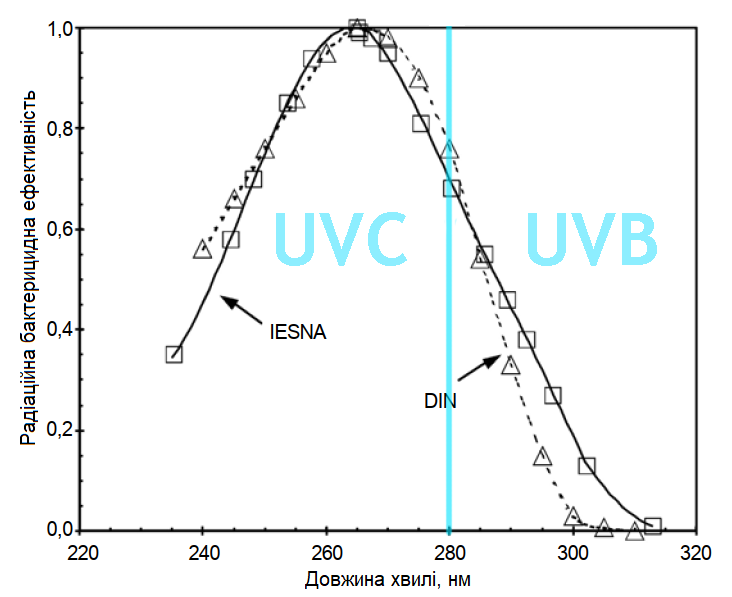 Радіаційна бактерицидна ефективність
1,0
0,8
0,6
0,4
0,2
0,0
UVC
UVB
IESNA
DIN
220
240
260
280
300
320
Довжина хвилі, нм